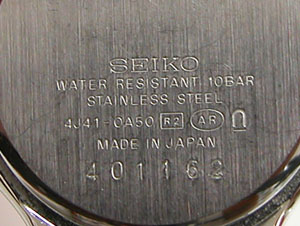 SEIKO
WATER RESISTANT 10BAR
STAINLESS STEEL
4J41-0A50 R2 AR
MADE IN JAPAN
401162